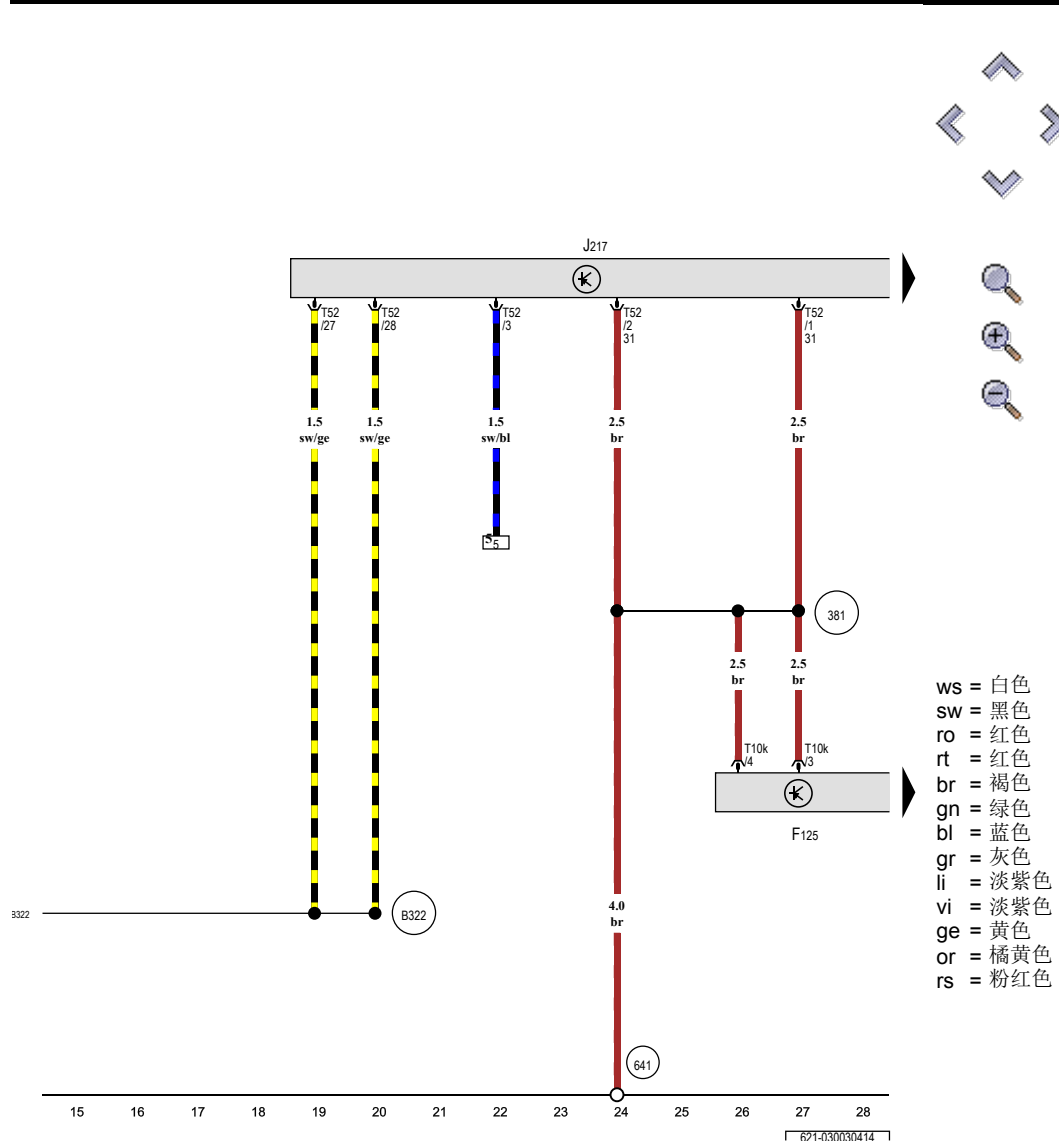 J217
T52
/27
T52
/28
T52
/3
T52
/2
31
T52
/1
31
1.5
sw/ge
1.5
sw/ge
1.5
sw/bl
2.5
br
2.5
br
5
381
2.5
br
2.5
br
T10k
/4
T10k
/3
F125
ws = 白色
sw = 黑色
ro = 红色
rt = 红色
br = 褐色
gn = 绿色
bl = 蓝色
gr = 灰色
li = 淡紫色
vi = 淡紫色
ge = 黄色
or = 橘黄色
rs = 粉红色
B322
4.0
br
641
15 16 17 18 19 20 21 22 23 24 25 26 27 28
621-030030414